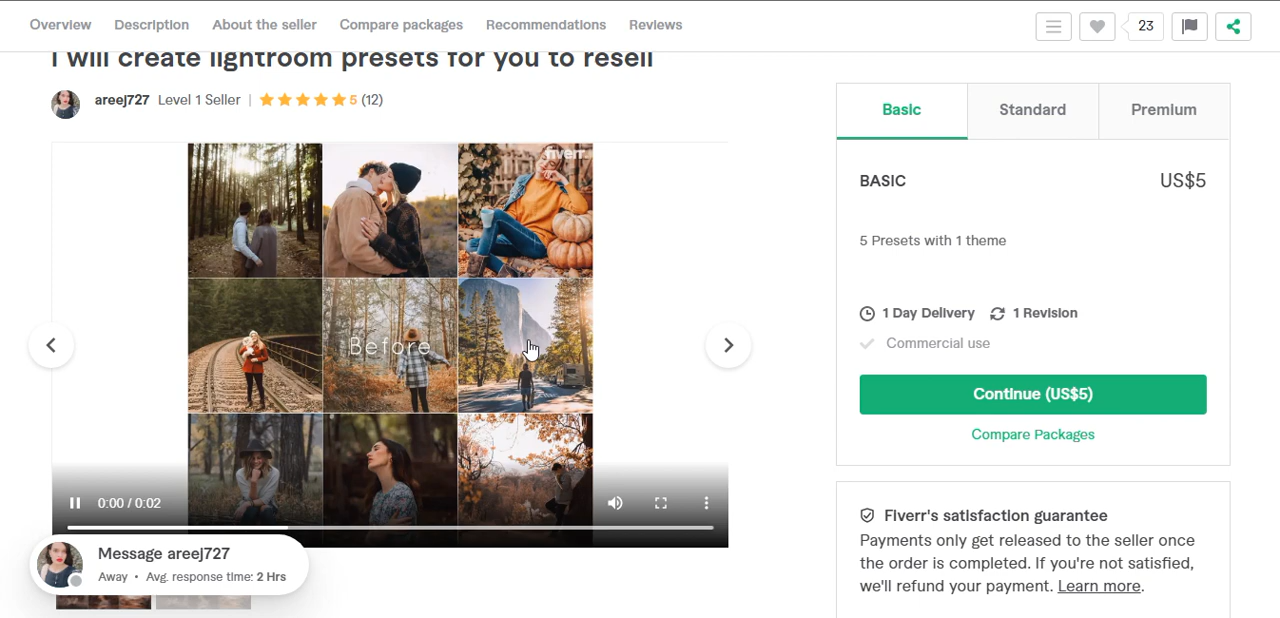 Overview Description About the seller Compare packages Recommendations Reviews 23
I will create lightroom presets for you to resell
areej727 Level 1 Seller | 5 (12)
Basic Standard Premium
fiverr.
BASIC US$5
5 Presets with 1 theme
1 Day Delivery 1 Revision
Before
Commercial use
Continue (US$5)
Compare Packages
0:00 / 0:02
Fiverr's satisfaction guarantee
Payments only get released to the seller once
the order is completed. If you're not satisfied,
we'll refund your payment. Learn more.
Message areej727
Away • Avg. response time: 2 Hrs